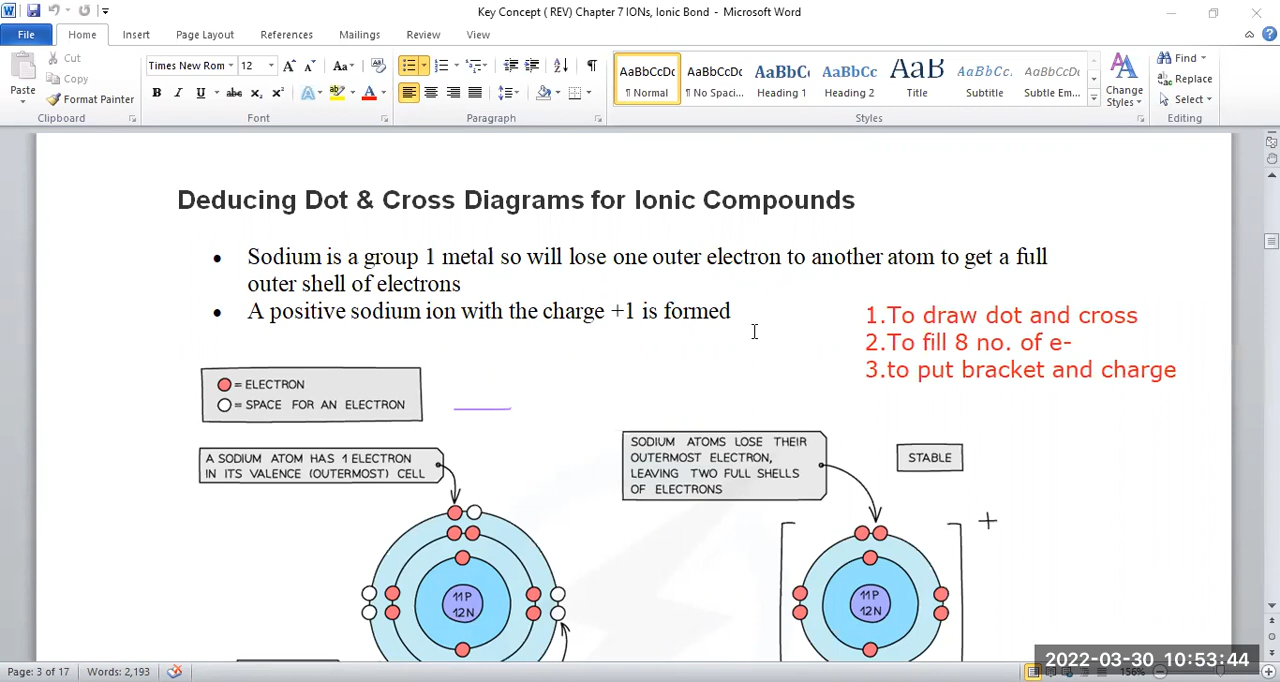 Key Concept ( REV) Chapter 7 IONs, Ionic Bond - Microsoft Word
File Home Insert Page Layout References Mailings Review View
Paste
Cut
Copy
Format Painter
Clipboard
Times New Rom 12
Font
Paragraph
AaBbCcDc AaBbCcDc AaBbC AaBbCc AaB AaBbCc. AaBbCcDc
¶ Normal ¶ No Spaci... Heading 1 Heading 2 Title Subtitle Subtle Em...
Change
Styles
Styles
Find
Replace
Select
Editing
Deducing Dot & Cross Diagrams for Ionic Compounds
• Sodium is a group 1 metal so will lose one outer electron to another atom to get a full
outer shell of electrons
• A positive sodium ion with the charge +1 is formed
1.To draw dot and cross
2.To fill 8 no. of e-
3.to put bracket and charge
= ELECTRON
= SPACE FOR AN ELECTRON
A SODIUM ATOM HAS 1 ELECTRON
IN ITS VALENCE (OUTERMOST) CELL
SODIUM ATOMS LOSE THEIR
OUTERMOST ELECTRON,
LEAVING TWO FULL SHELLS
OF ELECTRONS
STABLE
+
11P
12N
11P
12N
Page: 3 of 17 Words: 2,193
156%
2022-03-30 10:53:44